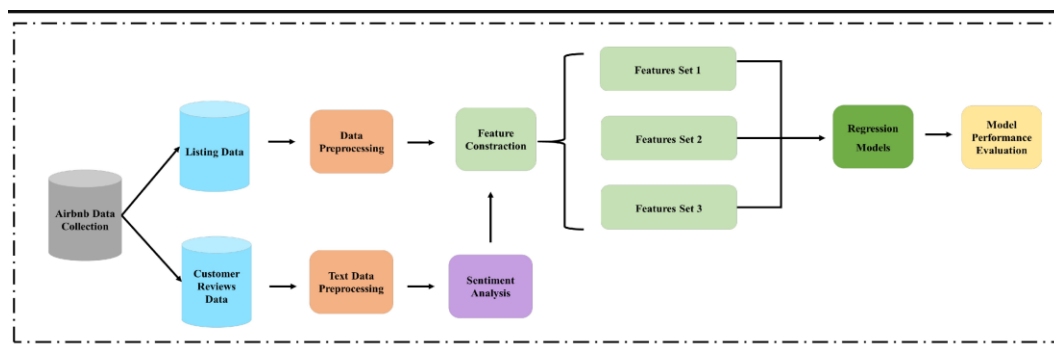 Airbnb Data
Collection
Listing Data
Customer
Reviews
Data
Data
Preprocessing
Text Data
Preprocessing
Feature
Constraction
Sentiment
Analysis
Features Set 1
Features Set 2
Features Set 3
Regression
Models
Model
Performance
Evaluation